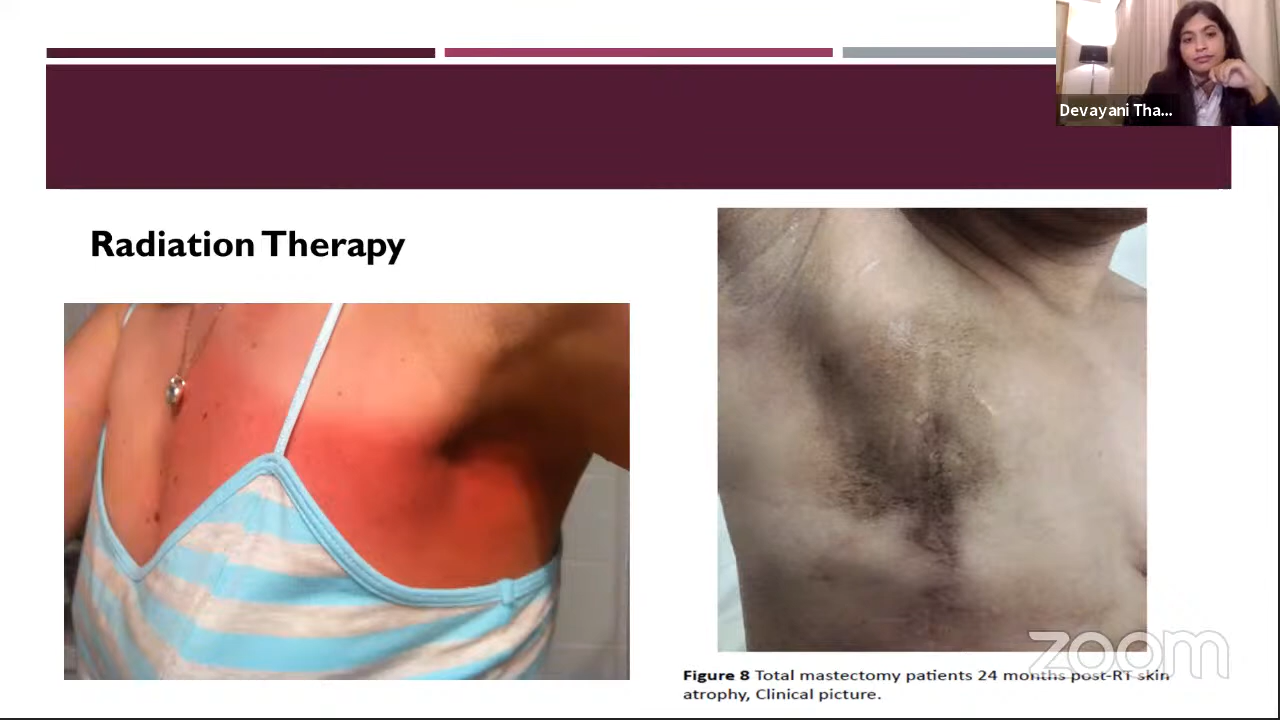 Devayani Tha...
Radiation Therapy
Figure 8 Total mastectomy patients 24 months post-RT skin
atrophy, Clinical picture.
zoom